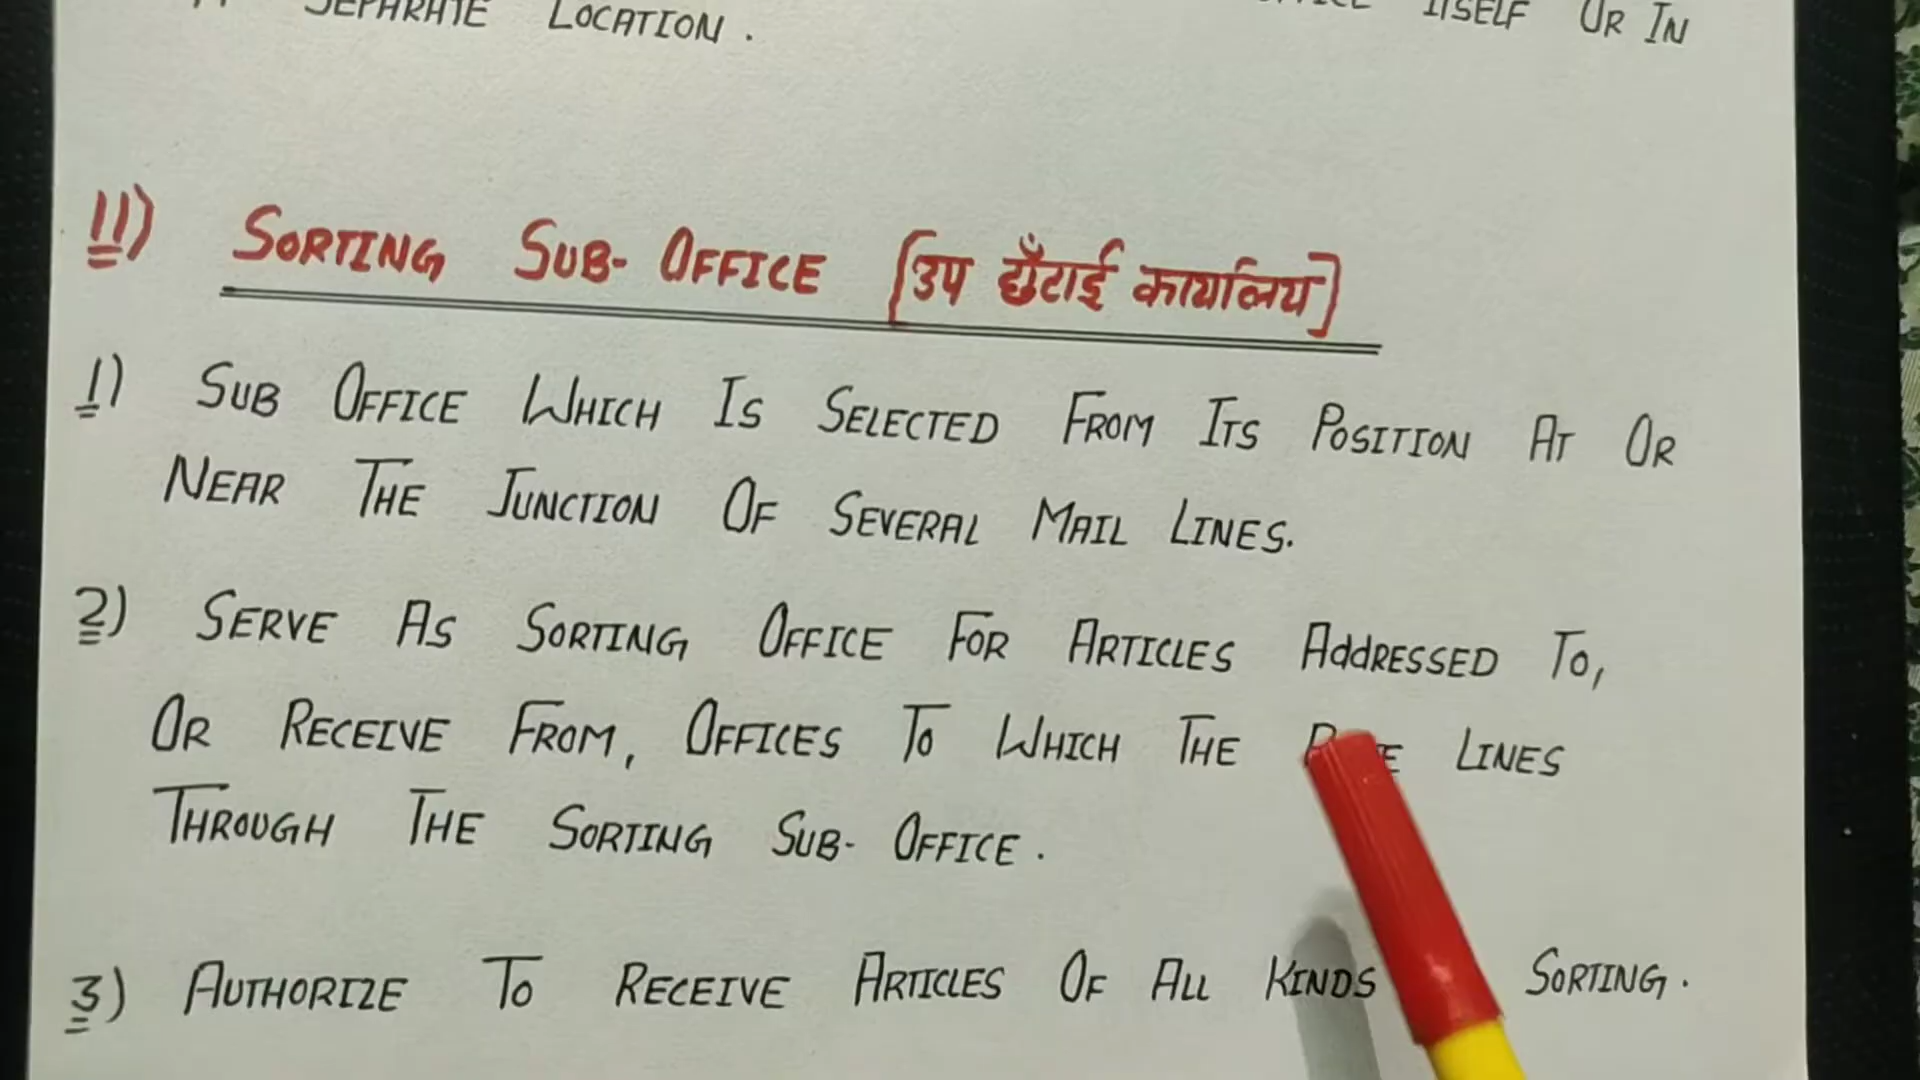 SEPARATE LOCATION.
ITSELF OR IN
11) SORTING SUB-OFFICE [उप छँटाई कार्यालय]
1) SUB OFFICE WHICH IS SELECTED FROM ITS POSITION AT OR
NEAR THE JUNCTION OF SEVERAL MAIL LINES.
2) SERVE AS SORTING OFFICE FOR ARTICLES ADDRESSED TO,
OR RECEIVE FROM, OFFICES TO WHICH THE LINES
THROUGH THE SORTING SUB-OFFICE.
3) AUTHORIZE TO RECEIVE ARTICLES OF ALL KINDS SORTING.